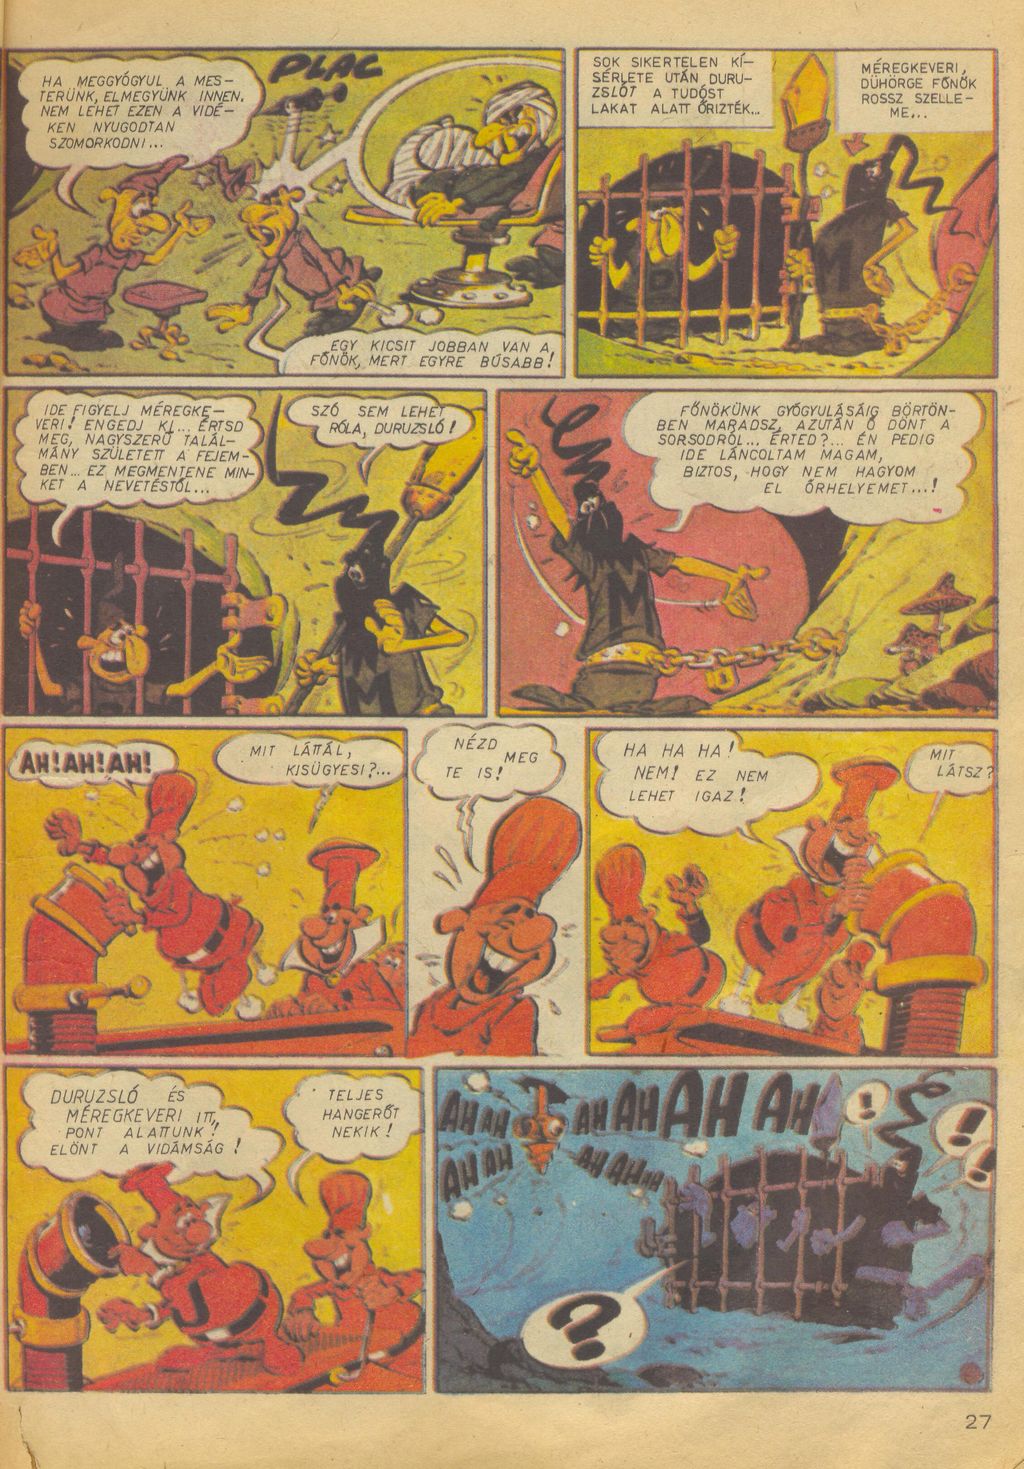 HA MEGGYÓGYUL A MES-
TERÜNK, ELMEGYÜNK INNEN.
NEM LEHET EZEN A VIDÉ-
KEN NYUGODTAN
SZOMORKODNI...
PLAC
EGY KICSIT JOBBAN VAN A
FŐNÖK, MERT EGYRE BÚSABB!
SOK SIKERTELEN KÍ-
SÉRLETE UTÁN DURU-
ZSLÓT A TUDÓST
LAKAT ALATT ŐRIZTÉK...
MÉREGKEVERI,
DÜHÖRGE FŐNÖK
ROSSZ SZELLE-
ME...
D
M
IDE FIGYELJ MÉREGKE-
VERI! ENGEDJ KI... ÉRTSD
MEG, NAGYSZERŰ TALÁL-
MÁNY SZÜLETETT A FEJEM-
BEN... EZ MEGMENTENE MIN-
KET A NEVETÉSTŐL...
SZÓ SEM LEHET
RÓLA, DURUZSLÓ!
M
FŐNÖKÜNK GYÓGYULÁSÁIG BÖRTÖN-
BEN MARADSZ, AZUTÁN Ő DÖNT A
SORSODRÓL... ÉRTED?... ÉN PEDIG
IDE LÁNCOLTAM MAGAM,
BIZTOS, HOGY NEM HAGYOM
EL ŐRHELYEMET...!
M
AH!AH!AH!
MIT LÁTTÁL,
KISÜGYESI?...
NÉZD MEG
TE IS!
HA HA HA!
NEM! EZ NEM
LEHET IGAZ!
MIT
LÁTSZ?
DURUZSLÓ ÉS
MÉREGKEVERI ITT,
PONT ALATTUNK!
ELÖNT A VIDÁMSÁG!
TELJES
HANGERŐT
NEKIK!
J
AH AH AH AH AH AH AH
AH AH AH AH AH
!
!
!
?
27